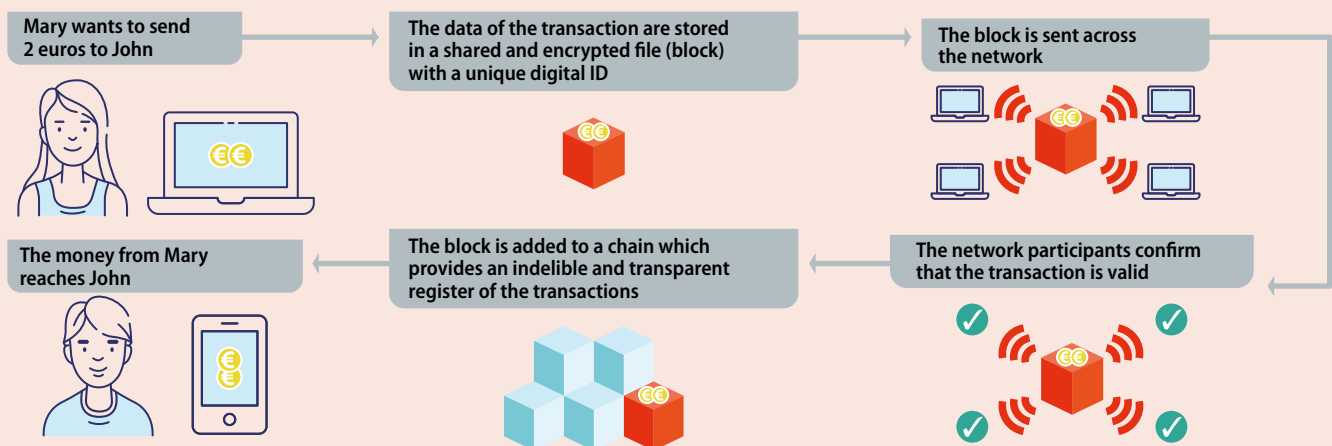 Mary wants to send
2 euros to John
The data of the transaction are stored
in a shared and encrypted file (block)
with a unique digital ID
The block is sent across
the network
The network participants confirm
that the transaction is valid
The block is added to a chain which
provides an indelible and transparent
register of the transactions
The money from Mary
reaches John